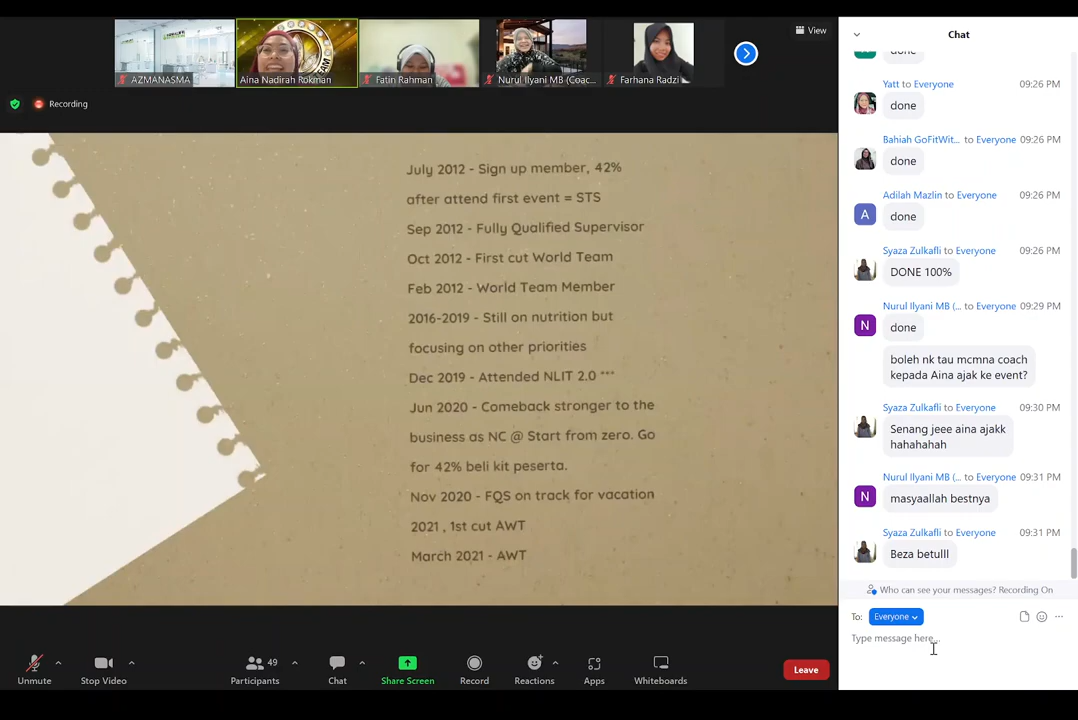 View
AZMANASMA
Aina Nadirah Rokman
Fatin Rahman
Nurul Ilyani MB (Coac...
Farhana Radzi
Recording
July 2012 - Sign up member, 42%
after attend first event = STS
Sep 2012 - Fully Qualified Supervisor
Oct 2012 - First cut World Team
Feb 2012 - World Team Member
2016-2019 - Still on nutrition but
focusing on other priorities
Dec 2019 - Attended NLIT 2.0 ***
Jun 2020 - Comeback stronger to the
business as NC @ Start from zero. Go
for 42% beli kit peserta.
Nov 2020 - FQS on track for vacation
2021 , 1st cut AWT
March 2021 - AWT
Unmute
Stop Video
49
Participants
Chat
Share Screen
Record
Reactions
Apps
Whiteboards
Leave
Chat
done
Yatt to Everyone 09:26 PM
done
Bahiah GoFitWit... to Everyone 09:26 PM
done
Adilah Mazlin to Everyone 09:26 PM
A
done
Syaza Zulkafli to Everyone 09:26 PM
DONE 100%
Nurul Ilyani MB (... to Everyone 09:29 PM
N
done
boleh nk tau mcmna coach
kepada Aina ajak ke event?
Syaza Zulkafli to Everyone 09:30 PM
Senang jeee aina ajakk
hahahahah
Nurul Ilyani MB (... to Everyone 09:31 PM
N
masyaallah bestnya
Syaza Zulkafli to Everyone 09:31 PM
Beza betulll
Who can see your messages? Recording On
To: Everyone
Type message here...